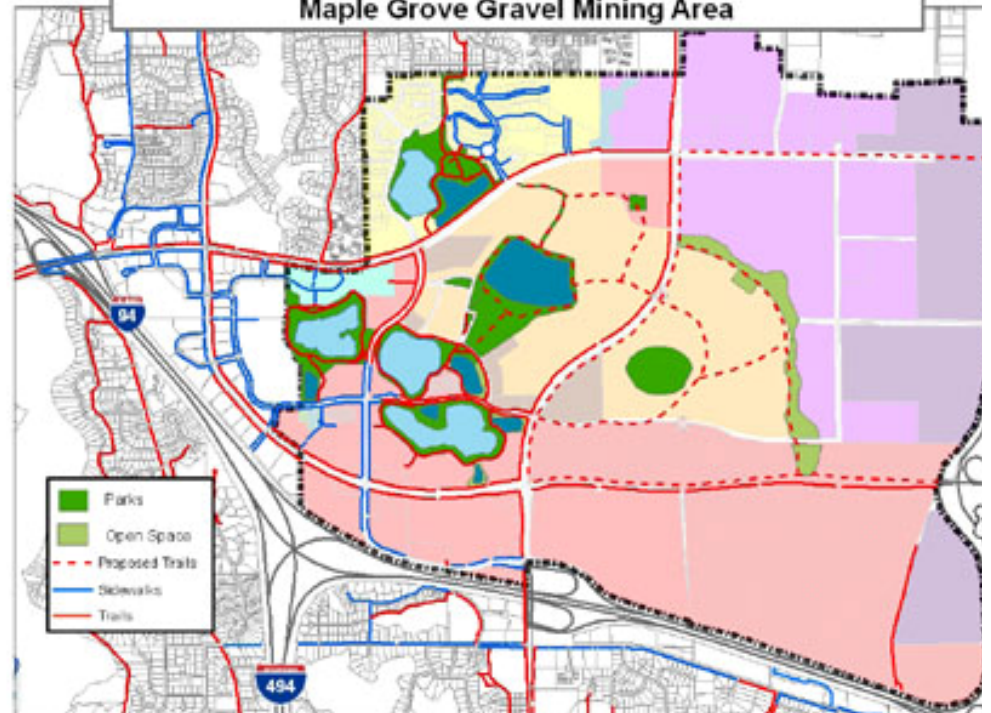 Maple Grove Gravel Mining Area
94
Parks
Open Space
Proposed Trails
Sidewalks
Trails
494